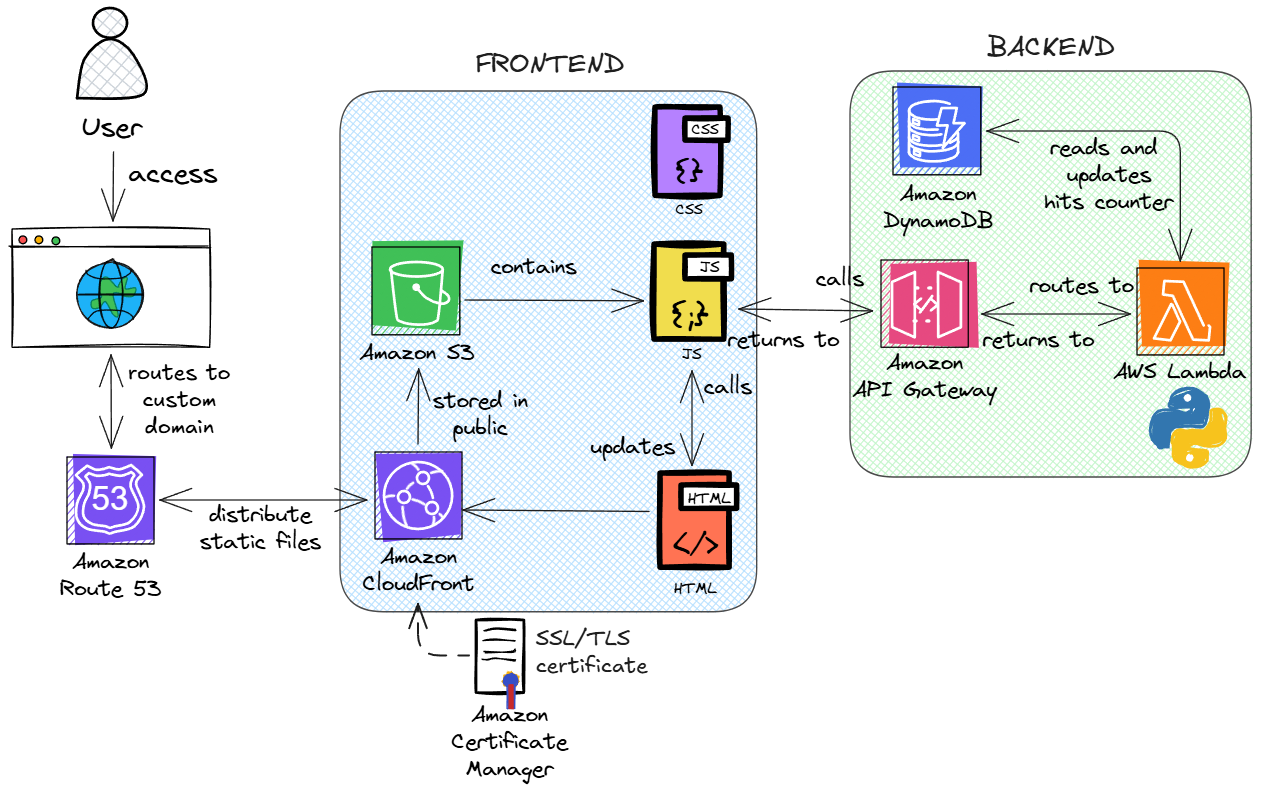 User
access
routes to
custom
domain
53
Amazon
Route 53
distribute
static files
FRONTEND
CSS
{}
CSS
Amazon S3
contains
JS
{;}
JS
stored in
public
calls
updates
Amazon
CloudFront
HTML
</>
HTML
SSL/TLS
certificate
Amazon
Certificate
Manager
calls
returns to
BACKEND
Amazon
DynamoDB
reads and
updates
hits counter
</>
Amazon
API Gateway
routes to
returns to
AWS Lambda